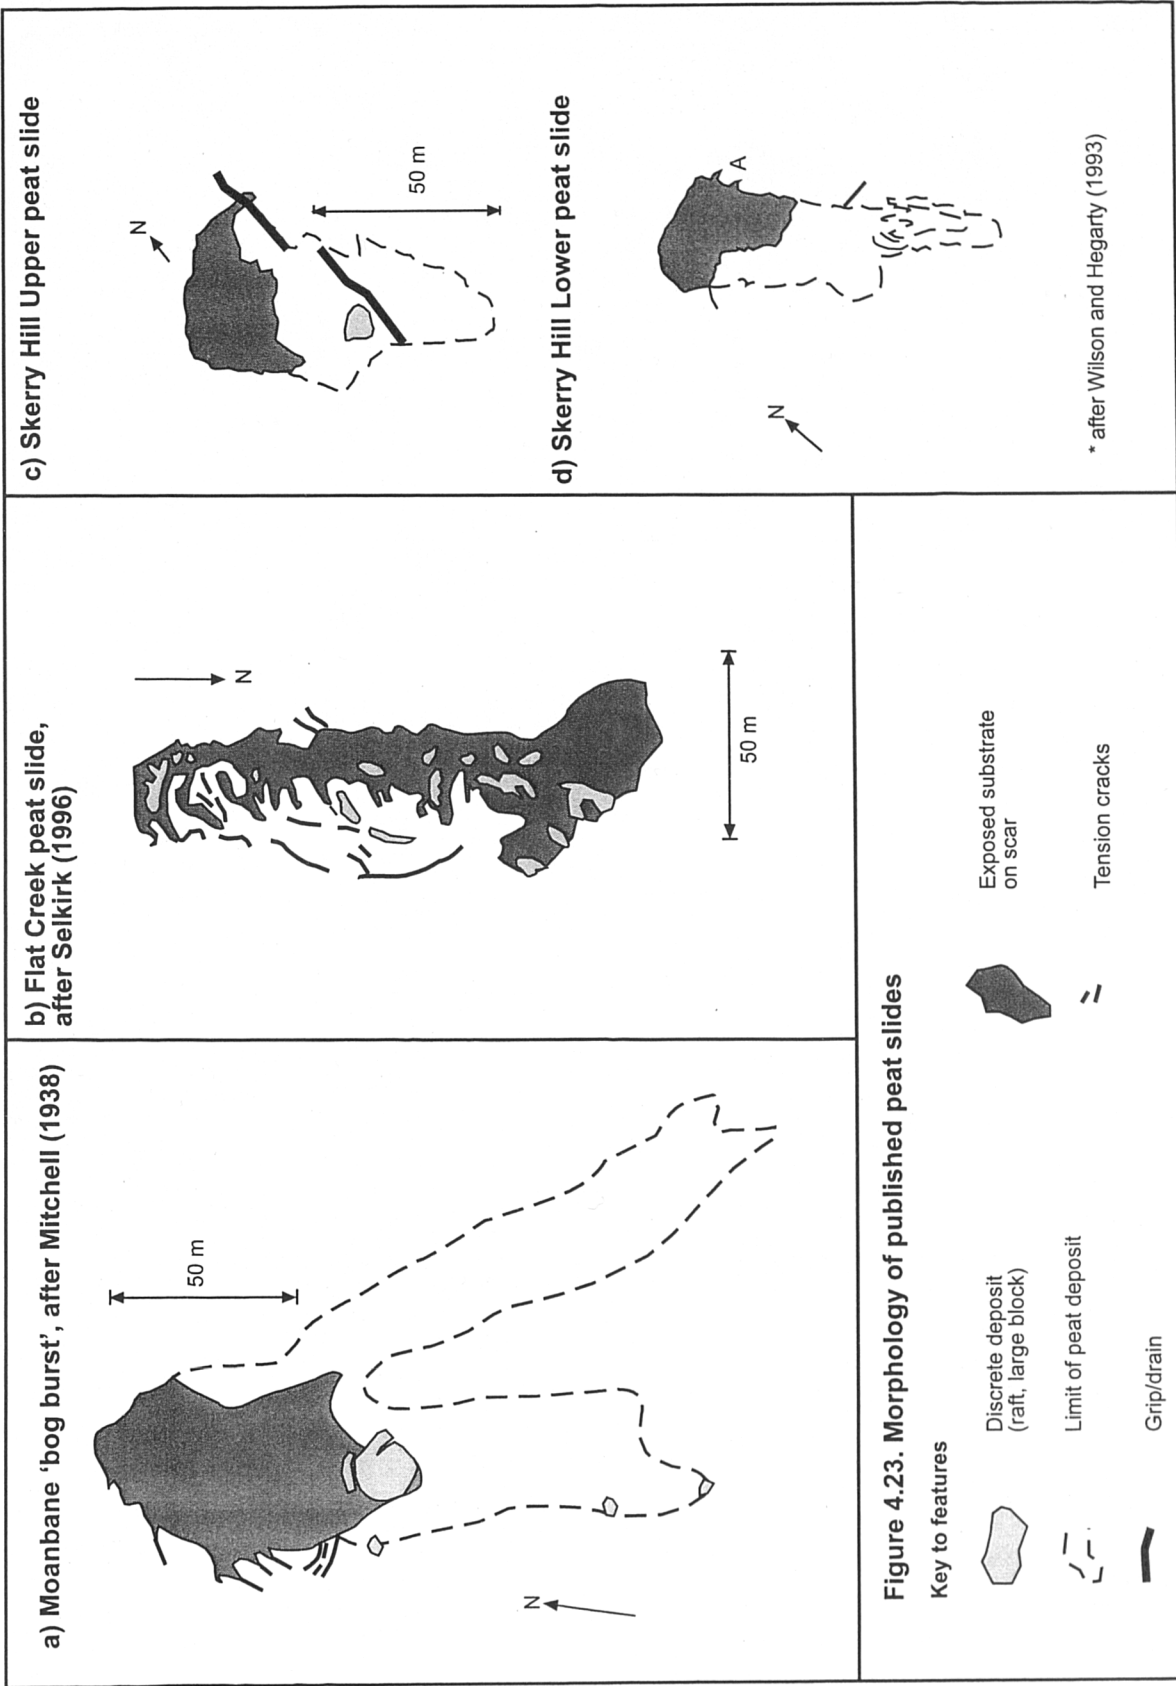 a) Moanbane ‘bog burst’, after Mitchell (1938)
50 m
N
b) Flat Creek peat slide,
after Selkirk (1996)
N
50 m
c) Skerry Hill Upper peat slide
N
50 m
d) Skerry Hill Lower peat slide
A
N
* after Wilson and Hegarty (1993)
Figure 4.23. Morphology of published peat slides
Key to features
Discrete deposit
(raft, large block)
Limit of peat deposit
Grip/drain
Exposed substrate
on scar
Tension cracks